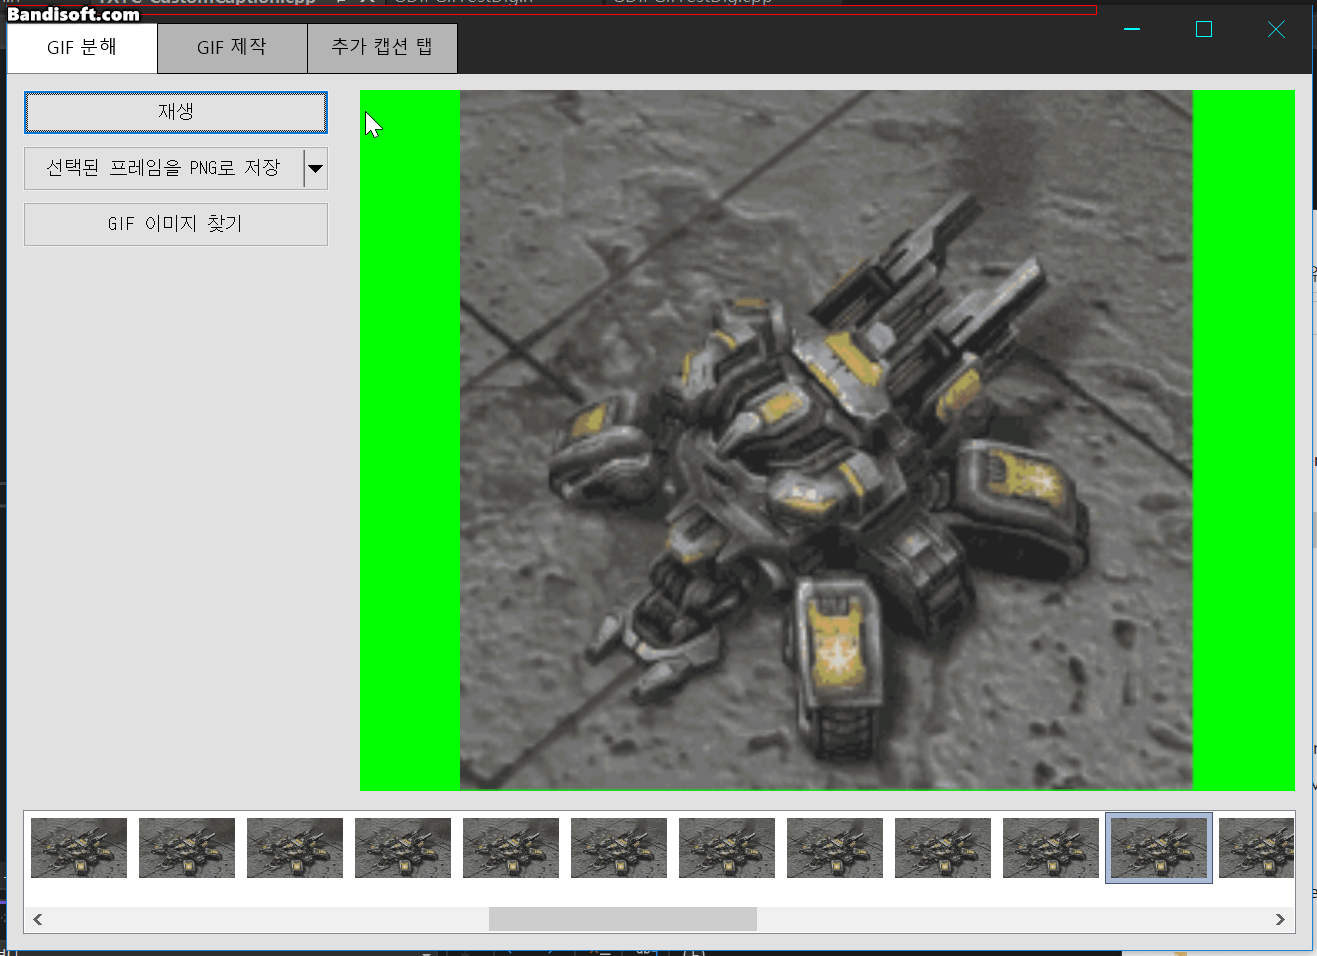 Bandisoft.com
GIF 분해
GIF 제작
추가 캡션 탭
재생
선택된 프레임을 PNG로 저장
GIF 이미지 찾기